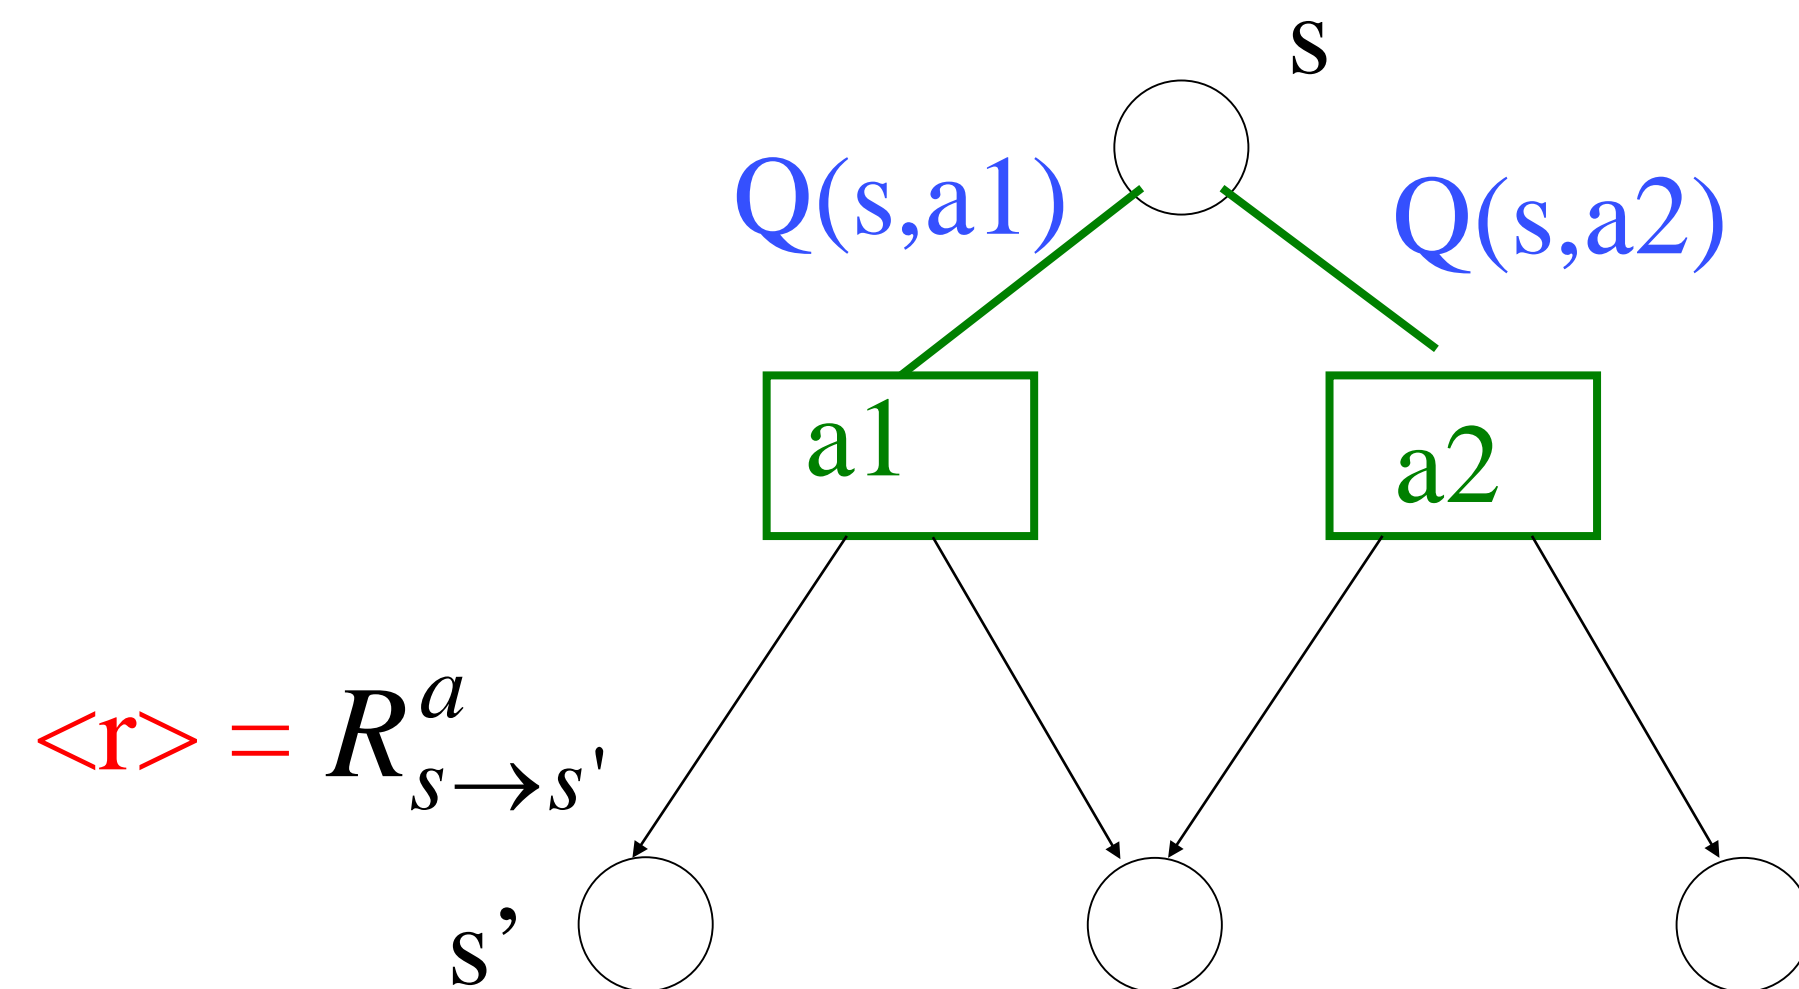 s
Q(s,a1)
Q(s,a2)
a1
a2
<r> = R^a_{s→s'}
s’